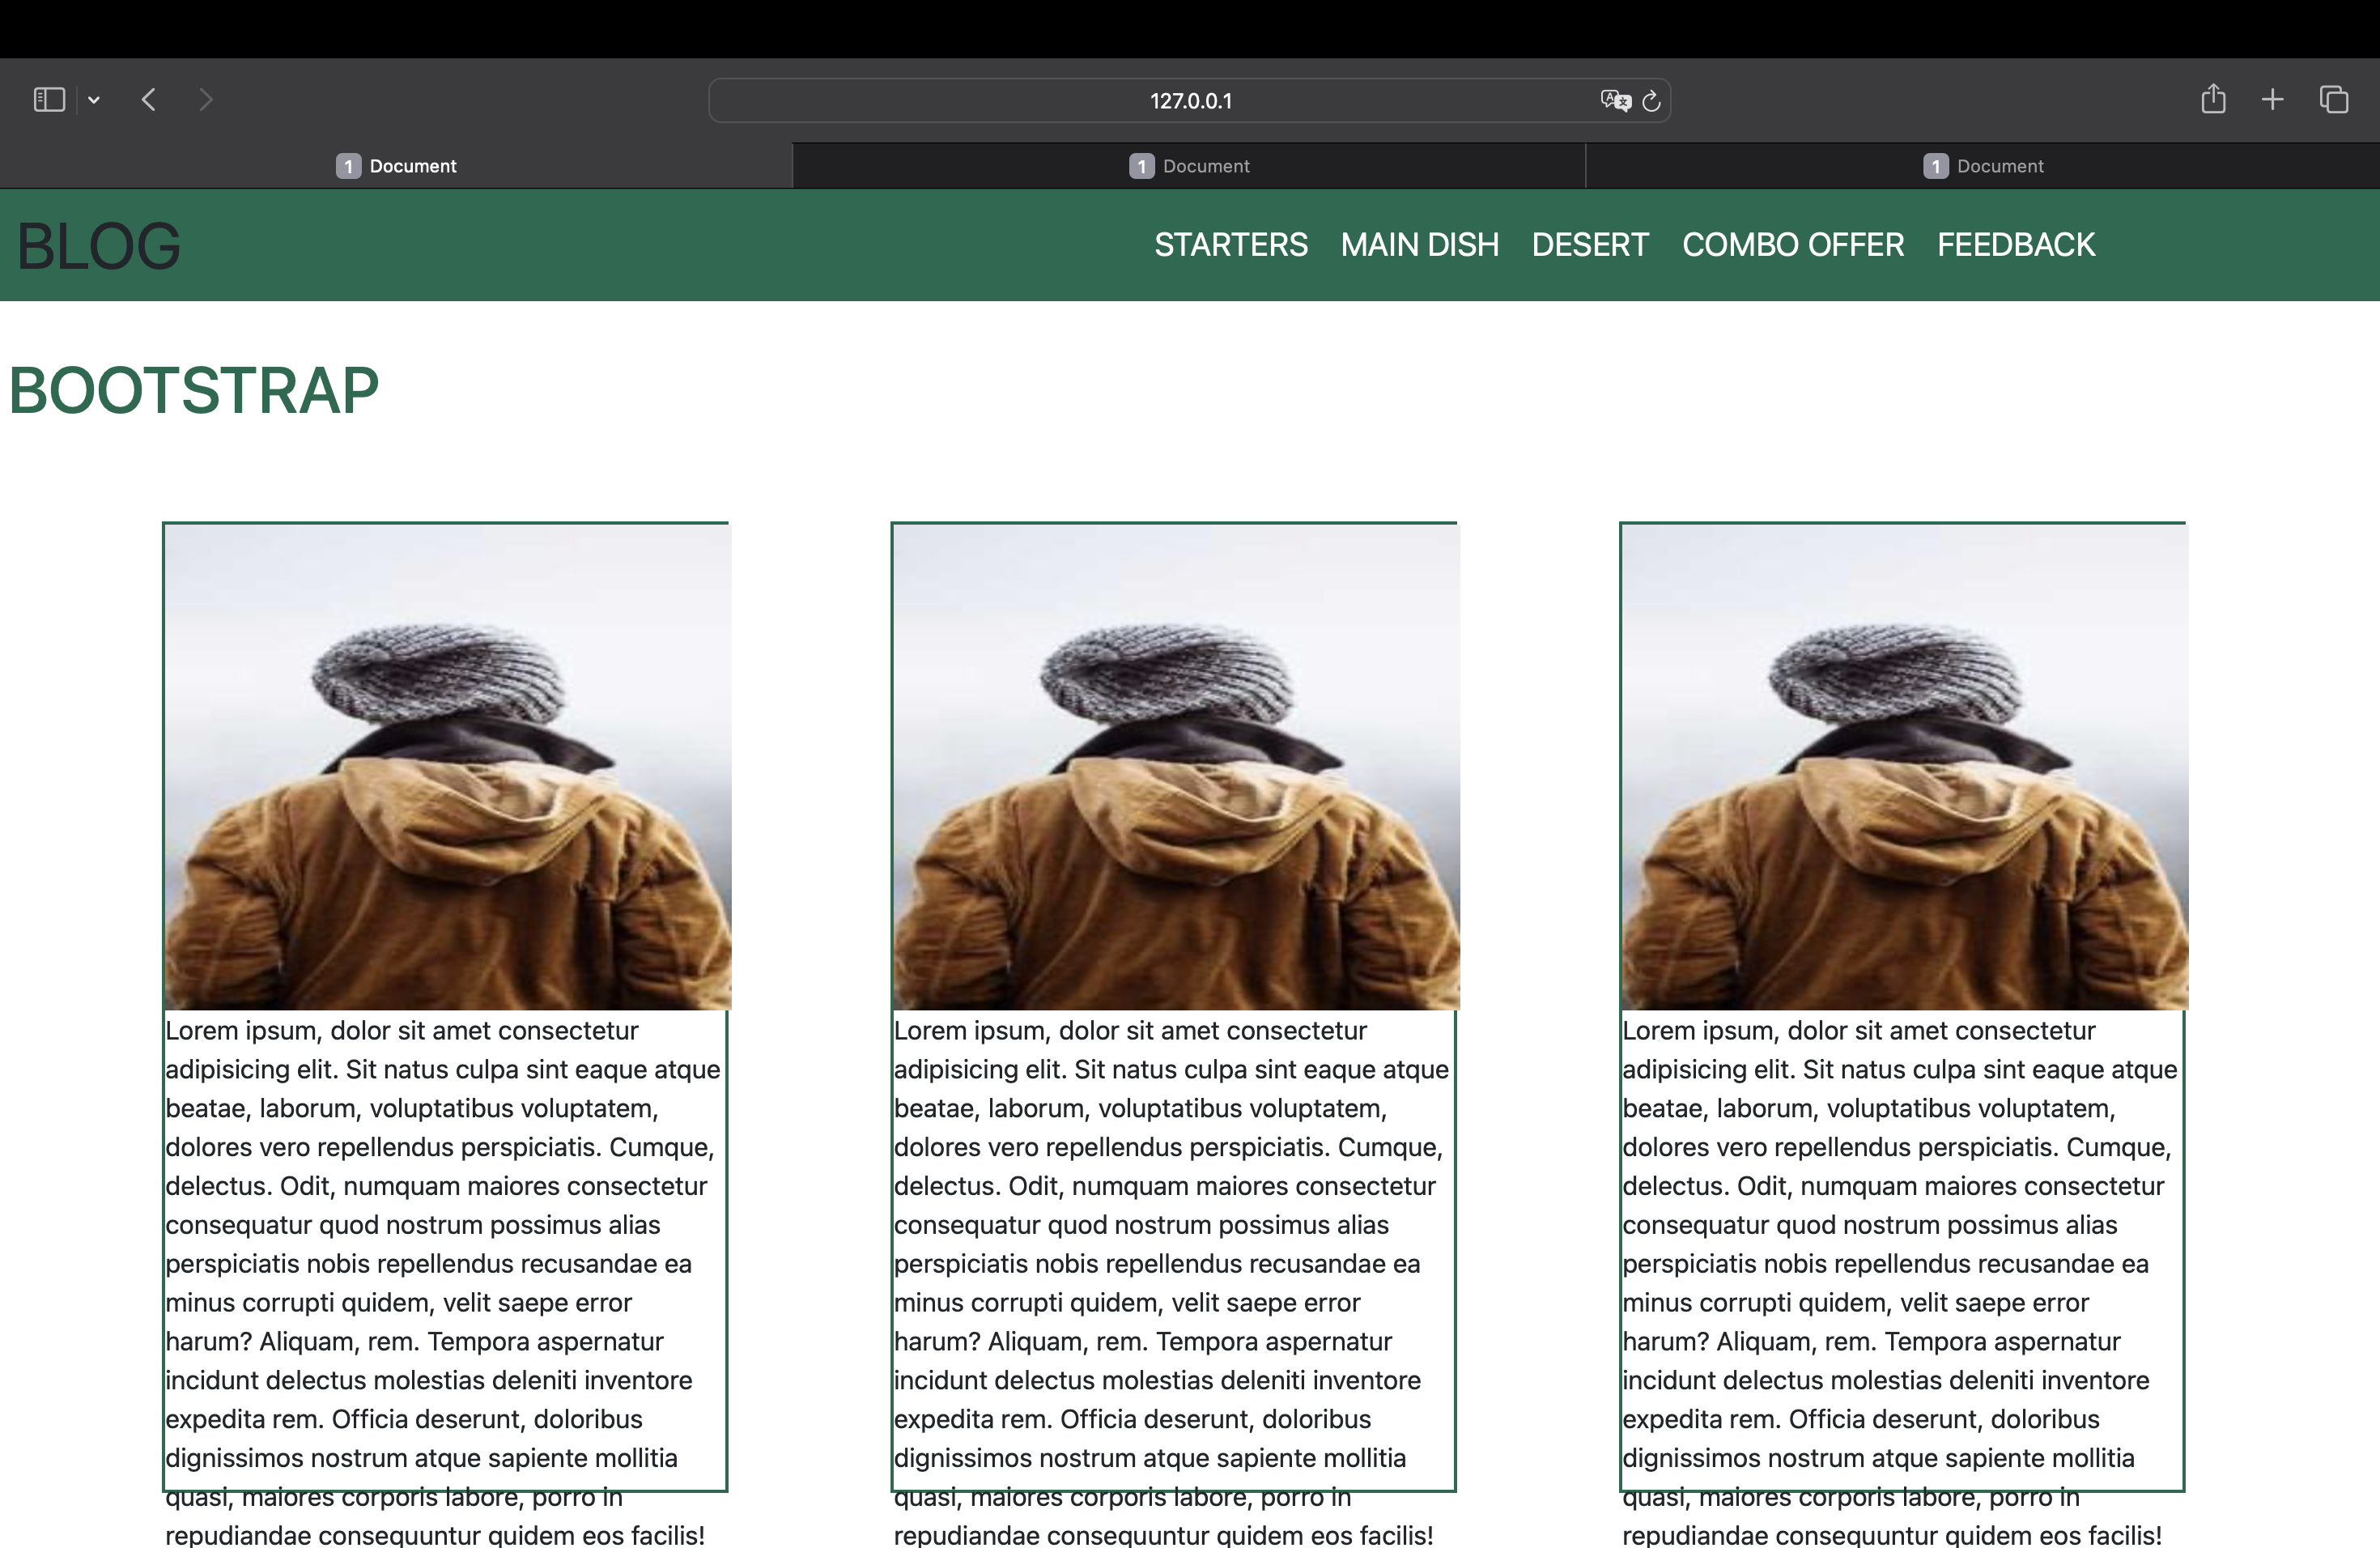 127.0.0.1
1 Document
1 Document
1 Document
BLOG
STARTERS MAIN DISH DESERT COMBO OFFER FEEDBACK
BOOTSTRAP
Lorem ipsum, dolor sit amet consectetur
adipisicing elit. Sit natus culpa sint eaque atque
beatae, laborum, voluptatibus voluptatem,
dolores vero repellendus perspiciatis. Cumque,
delectus. Odit, numquam maiores consectetur
consequatur quod nostrum possimus alias
perspiciatis nobis repellendus recusandae ea
minus corrupti quidem, velit saepe error
harum? Aliquam, rem. Tempora aspernatur
incidunt delectus molestias deleniti inventore
expedita rem. Officia deserunt, doloribus
dignissimos nostrum atque sapiente mollitia
quasi, maiores corporis labore, porro in
repudiandae consequuntur quidem eos facilis!
Lorem ipsum, dolor sit amet consectetur
adipisicing elit. Sit natus culpa sint eaque atque
beatae, laborum, voluptatibus voluptatem,
dolores vero repellendus perspiciatis. Cumque,
delectus. Odit, numquam maiores consectetur
consequatur quod nostrum possimus alias
perspiciatis nobis repellendus recusandae ea
minus corrupti quidem, velit saepe error
harum? Aliquam, rem. Tempora aspernatur
incidunt delectus molestias deleniti inventore
expedita rem. Officia deserunt, doloribus
dignissimos nostrum atque sapiente mollitia
quasi, maiores corporis labore, porro in
repudiandae consequuntur quidem eos facilis!
Lorem ipsum, dolor sit amet consectetur
adipisicing elit. Sit natus culpa sint eaque atque
beatae, laborum, voluptatibus voluptatem,
dolores vero repellendus perspiciatis. Cumque,
delectus. Odit, numquam maiores consectetur
consequatur quod nostrum possimus alias
perspiciatis nobis repellendus recusandae ea
minus corrupti quidem, velit saepe error
harum? Aliquam, rem. Tempora aspernatur
incidunt delectus molestias deleniti inventore
expedita rem. Officia deserunt, doloribus
dignissimos nostrum atque sapiente mollitia
quasi, maiores corporis labore, porro in
repudiandae consequuntur quidem eos facilis!